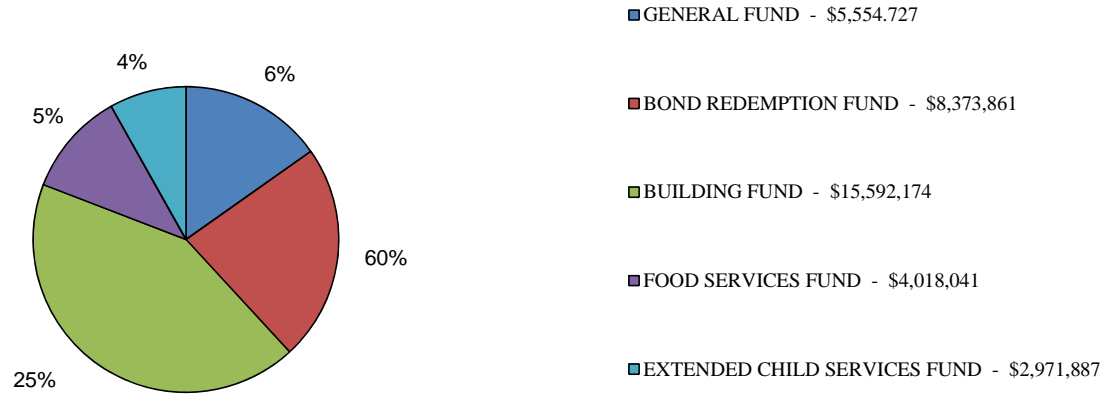 GENERAL FUND - $5,554.727
4%
6%
BOND REDEMPTION FUND - $8,373,861
5%
BUILDING FUND - $15,592,174
60%
FOOD SERVICES FUND - $4,018,041
25%
EXTENDED CHILD SERVICES FUND - $2,971,887